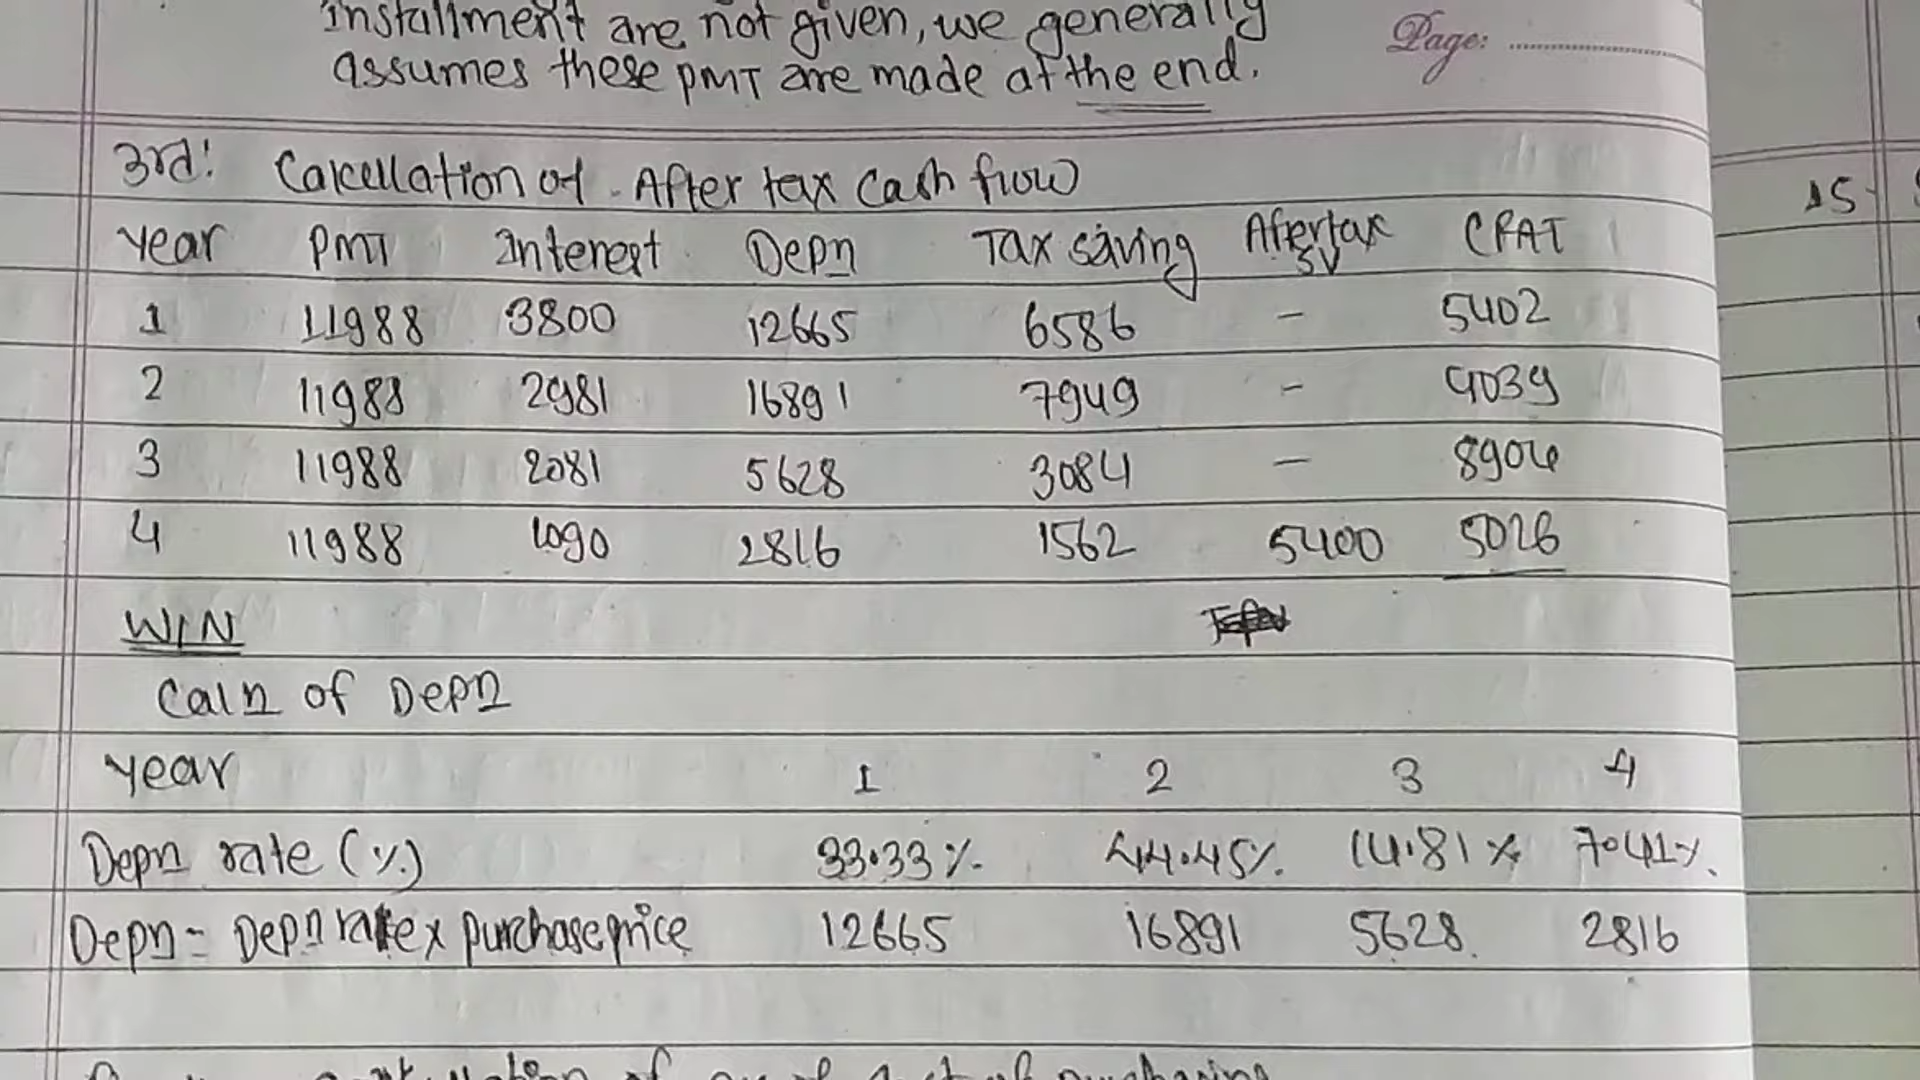 Installment are not given, we generally
assumes these PMT are made at the end.
Page:
3rd: Calcullation of After tax cash flow
15
Year PMT Interest Depn Tax saving After tax SV CFAT
1 11988 3800 12665 6586 – 5402
2 11988 2981 16891 7949 – 4039
3 11988 2081 5628 3084 – 8904
4 11988 1090 2816 1562 5400 5026
W/N
Caln of Depn
Year 1 2 3 4
Depn rate (%) 33.33% 44.45% 14.81% 7.41%.
Depn = Depn rate x purchase price 12665 16891 5628 2816
of purchasing